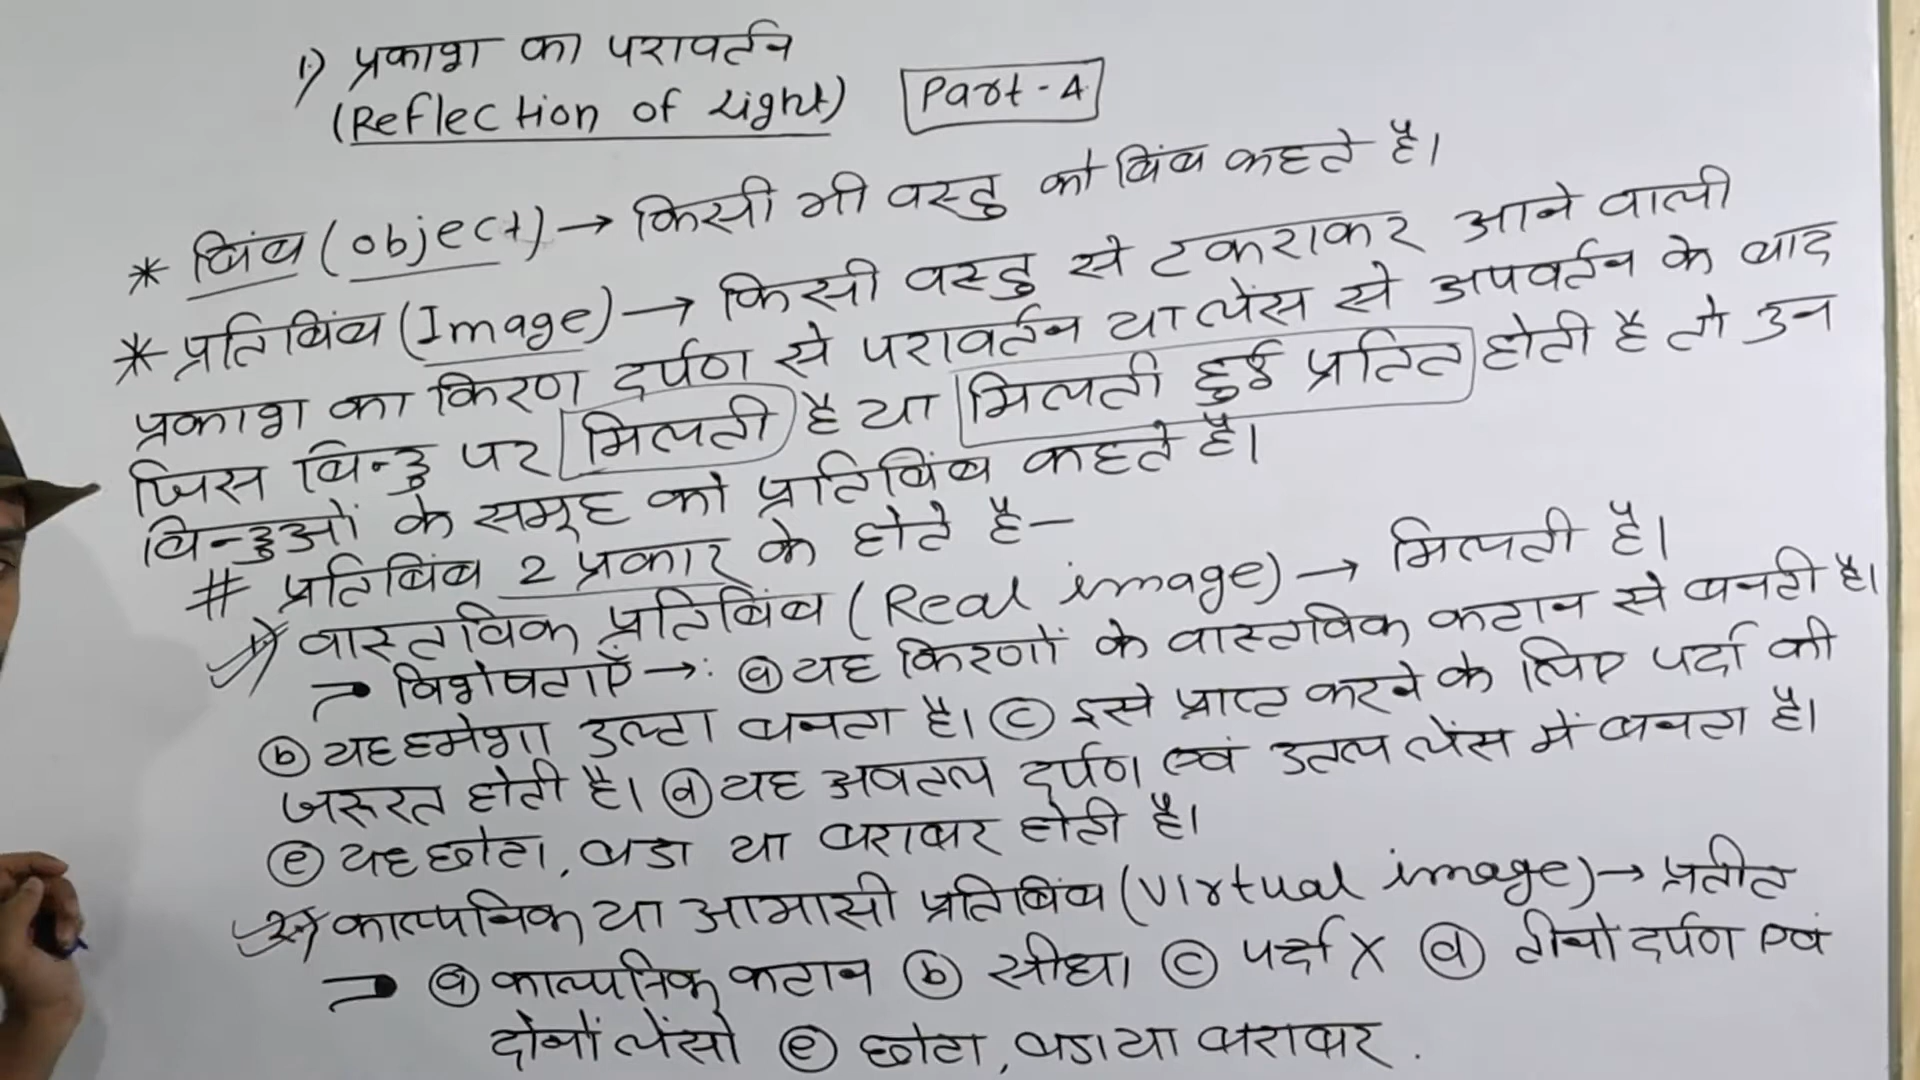 1) प्रकाश का परावर्तन
(Reflection of Light) Part-4
* बिंब (object) → किसी भी वस्तु को बिंब कहते है।
* प्रतिबिंब (Image) → किसी वस्तु से टकराकर आने वाली
प्रकाश का किरण दर्पण से परावर्तन या लेंस से अपवर्तन के बाद
जिस बिन्दु पर मिलती है या मिलती हुई प्रतित होती है तो उन
बिन्दुओं के समूह को प्रतिबिंब कहते है।
# प्रतिबिंब 2 प्रकार के होते है—
1) वास्तविक प्रतिबिंब (Real image) → मिलती है।
→ विशेषताएँ →: ⓐ यह किरणों के वास्तविक कटान से बनती है।
ⓑ यह हमेशा उल्टा बनता है। ⓒ इसे प्राप्त करने के लिए पर्दा की
जरूरत होती है। ⓓ यह अवतल दर्पण एवं उत्तल लेंस में बनता है।
ⓔ यह छोटा, बडा या बराबर होती है।
2) काल्पनिक या आभासी प्रतिबिंब (Virtual image) → प्रतीत
→ ⓐ काल्पनिक कटान ⓑ सीधा। ⓒ पर्दा X ⓓ तीनो दर्पण एवं
दोनों लेंसो ⓔ छोटा, बडा या बराबर.